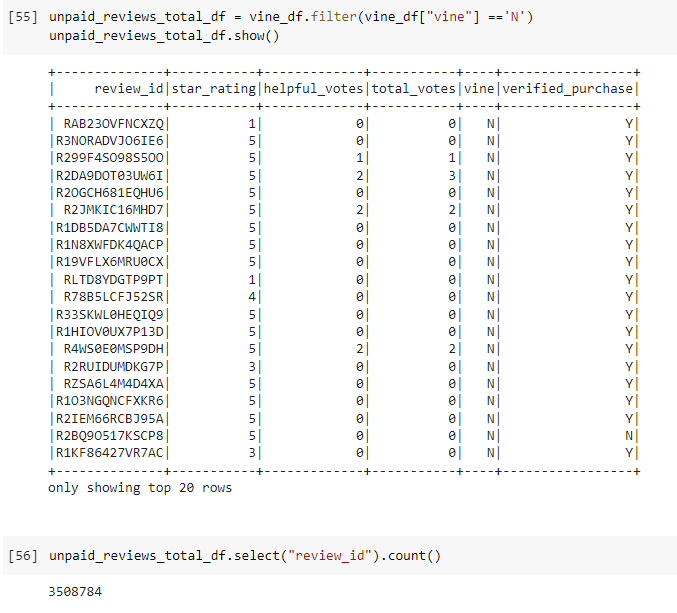 [55] unpaid_reviews_total_df = vine_df.filter(vine_df["vine"] =='N')
unpaid_reviews_total_df.show()
+--------------+-----------+-------------+-----------+----+-----------------+
|     review_id|star_rating|helpful_votes|total_votes|vine|verified_purchase|
+--------------+-----------+-------------+-----------+----+-----------------+
| RAB23OVFNCXZQ|          1|            0|          0|   N|                Y|
|R3NORADVJO6IE6|          5|            0|          0|   N|                Y|
|R299F4SO98S5OO|          5|            1|          1|   N|                Y|
|R2DA9DOT03UW6I|          5|            2|          3|   N|                Y|
|R2OGCH681EQHU6|          5|            0|          0|   N|                Y|
| R2JMKIC16MHD7|          5|            2|          2|   N|                Y|
|R1DB5DA7CWWTI8|          5|            0|          0|   N|                Y|
|R1N8XWFDK4QACP|          5|            0|          0|   N|                Y|
|R19VFLX6MRU0CX|          5|            0|          0|   N|                Y|
| RLTD8YDGTP9PT|          1|            0|          0|   N|                Y|
| R78B5LCFJ52SR|          4|            0|          0|   N|                Y|
|R33SKWL0HEQIQ9|          5|            0|          0|   N|                Y|
|R1HIOV0UX7P13D|          5|            0|          0|   N|                Y|
| R4WS0E0MSP9DH|          5|            2|          2|   N|                Y|
| R2RUIDUMDKG7P|          3|            0|          0|   N|                Y|
| RZSA6L4M4D4XA|          5|            0|          0|   N|                Y|
|R1O3NGQNCFXKR6|          5|            0|          0|   N|                Y|
|R2IEM66RCBJ95A|          5|            0|          0|   N|                Y|
|R2BQ9O517KSCP8|          5|            0|          0|   N|                N|
|R1KF86427VR7AC|          3|            0|          0|   N|                Y|
+--------------+-----------+-------------+-----------+----+-----------------+
only showing top 20 rows
[56] unpaid_reviews_total_df.select("review_id").count()
3508784